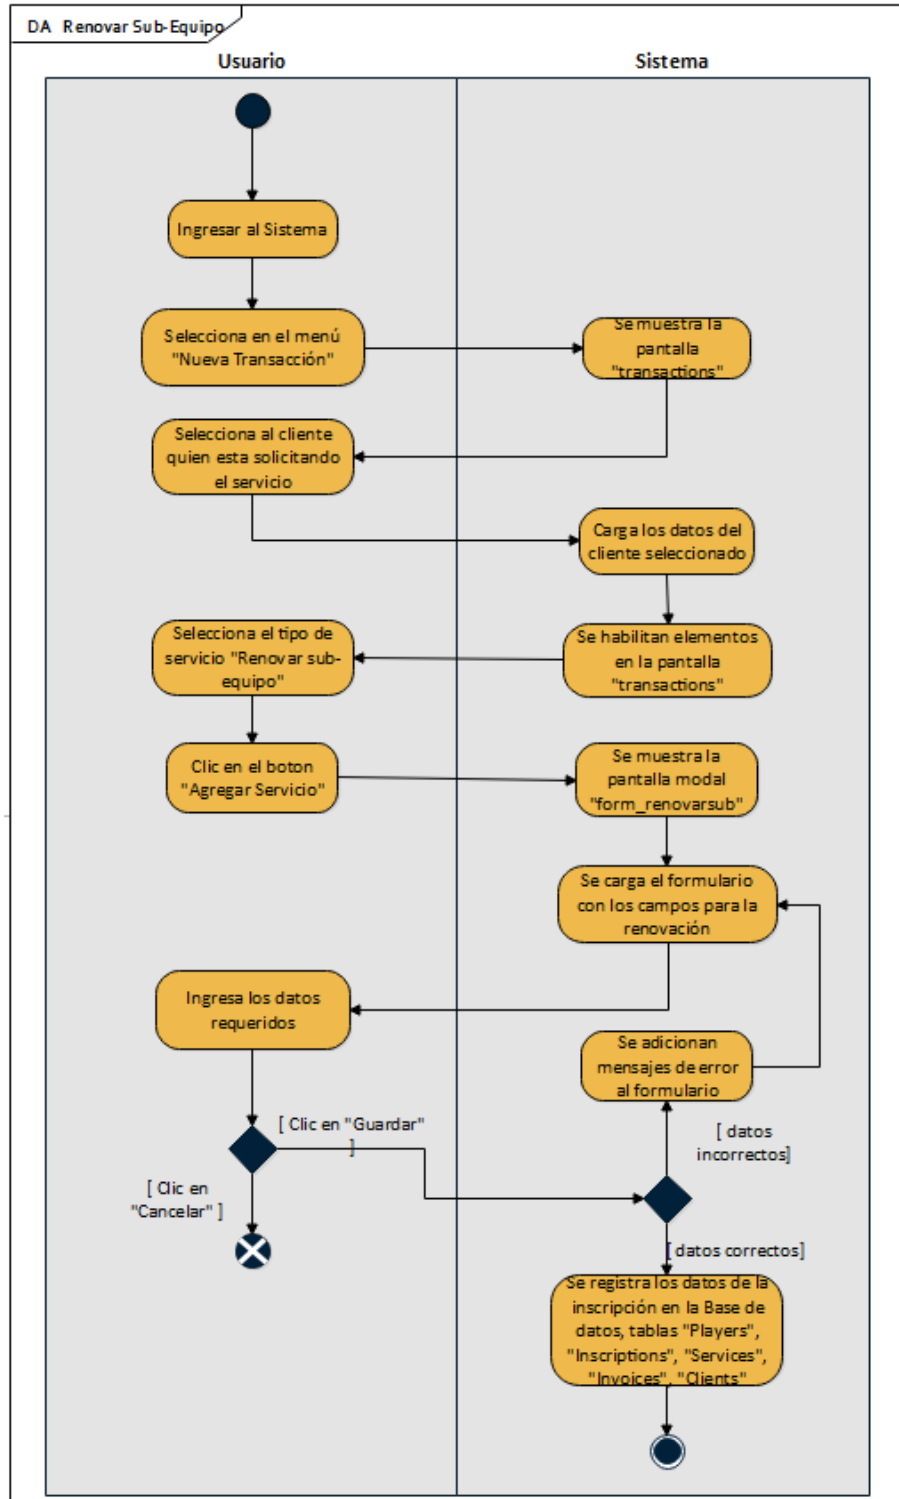 DA Renovar Sub-Equipo
Usuario
Sistema
Ingresar al Sistema
Selecciona en el menú
"Nueva Transacción"
Se muestra la
pantalla
"transactions"
Selecciona al cliente
quien esta solicitando
el servicio
Carga los datos del
cliente seleccionado
Se habilitan elementos
en la pantalla
"transactions"
Selecciona el tipo de
servicio "Renovar sub-
equipo"
Clic en el boton
"Agregar Servicio"
Se muestra la
pantalla modal
"form_renovarsub"
Se carga el formulario
con los campos para la
renovación
Ingresa los datos
requeridos
Se adicionan
mensajes de error
al formulario
[ Clic en "Guardar"
]
[ datos
incorrectos]
[ Clic en
"Cancelar" ]
[ datos correctos]
Se registra los datos de la
inscripción en la Base de
datos, tablas "Players",
"Inscriptions", "Services",
"Invoices", "Clients"